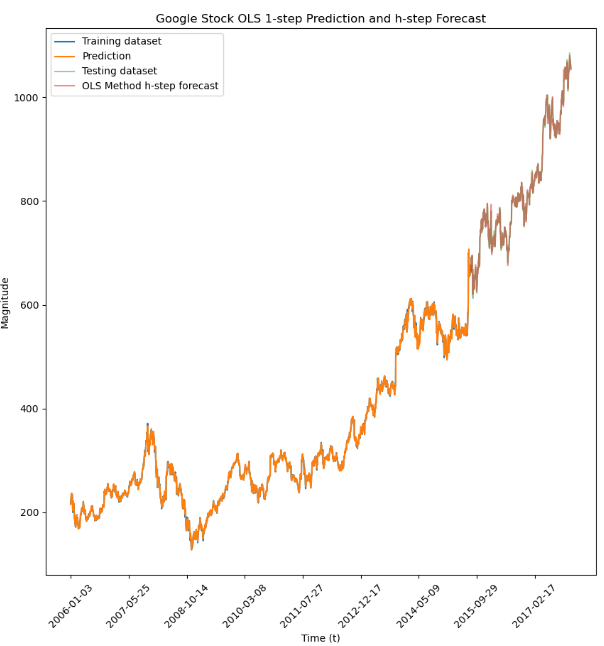 Google Stock OLS 1-step Prediction and h-step Forecast
Training dataset
Prediction
Testing dataset
OLS Method h-step forecast
1000
800
600
400
200
Magnitude
2006-01-03
2007-05-25
2008-10-14
2010-03-08
2011-07-27
2012-12-17
2014-05-09
2015-09-29
2017-02-17
Time (t)